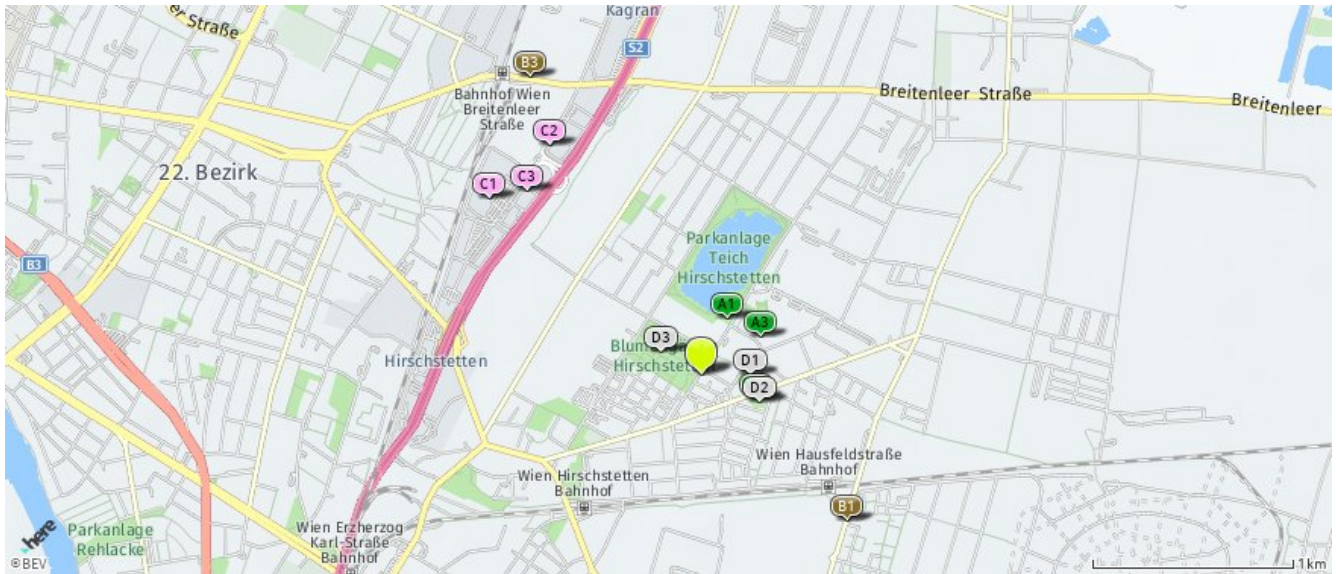 Kagran
er Straße
S2
B3
Bahnhof Wien
Breitenleer
Straße
Breitenleer Straße
Breitenleer
C2
22. Bezirk
C3
C1
Parkanlage
Teich
Hirschstetten
B3
A1
A3
D3
Hirschstetten
D1
D2
Wien Hausfeldstraße
Bahnhof
Wien Hirschstetten
Bahnhof
B1
Wien Erzherzog
Karl-Straße
Bahnhof
Parkanlage
Rehlacke
here
©BEV
1km